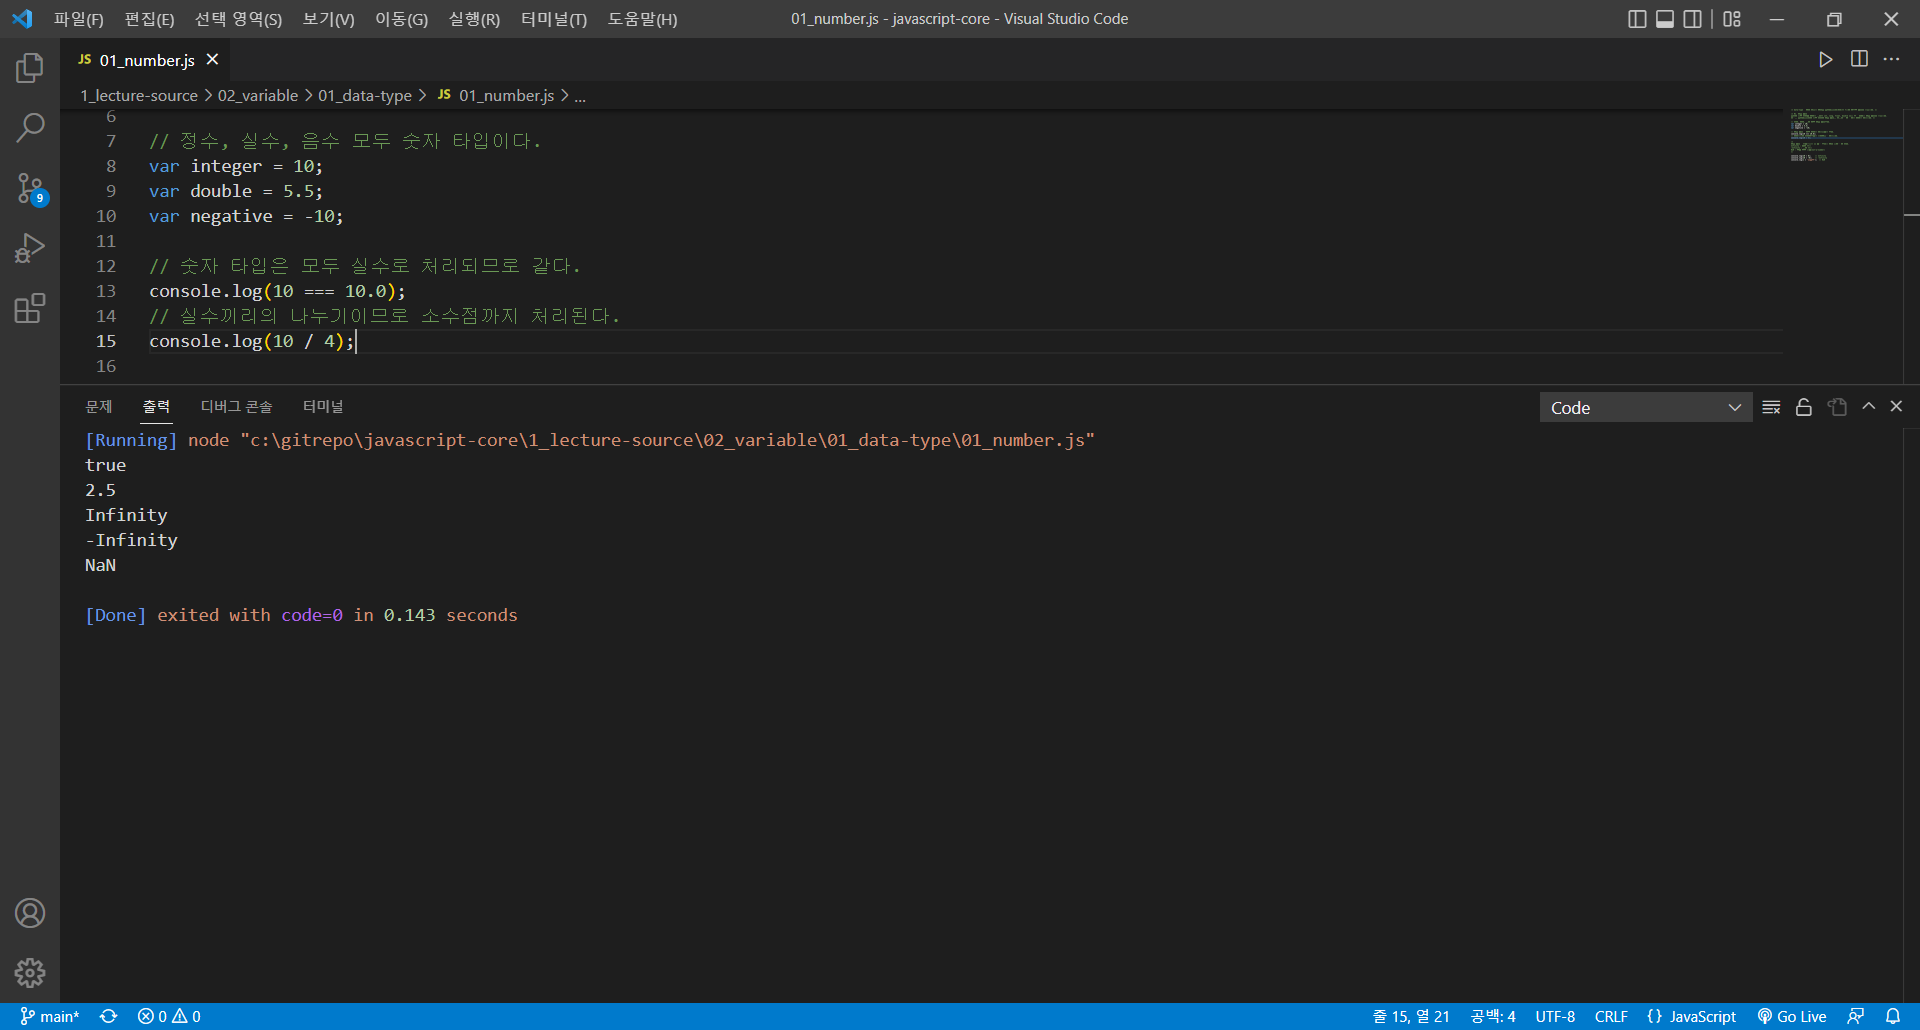 파일(F) 편집(E) 선택 영역(S) 보기(V) 이동(G) 실행(R) 터미널(T) 도움말(H) 01_number.js - javascript-core - Visual Studio Code
JS 01_number.js
1_lecture-source > 02_variable > 01_data-type > JS 01_number.js > ...
6
7 // 정수, 실수, 음수 모두 숫자 타입이다.
8 var integer = 10;
9 var double = 5.5;
10 var negative = -10;
11
12 // 숫자 타입은 모두 실수로 처리되므로 같다.
13 console.log(10 === 10.0);
14 // 실수끼리의 나누기이므로 소수점까지 처리된다.
15 console.log(10 / 4);
16
문제 출력 디버그 콘솔 터미널 Code
[Running] node "c:\gitrepo\javascript-core\1_lecture-source\02_variable\01_data-type\01_number.js"
true
2.5
Infinity
-Infinity
NaN
[Done] exited with code=0 in 0.143 seconds
9
main* 0 0 줄 15, 열 21 공백: 4 UTF-8 CRLF {} JavaScript Go Live